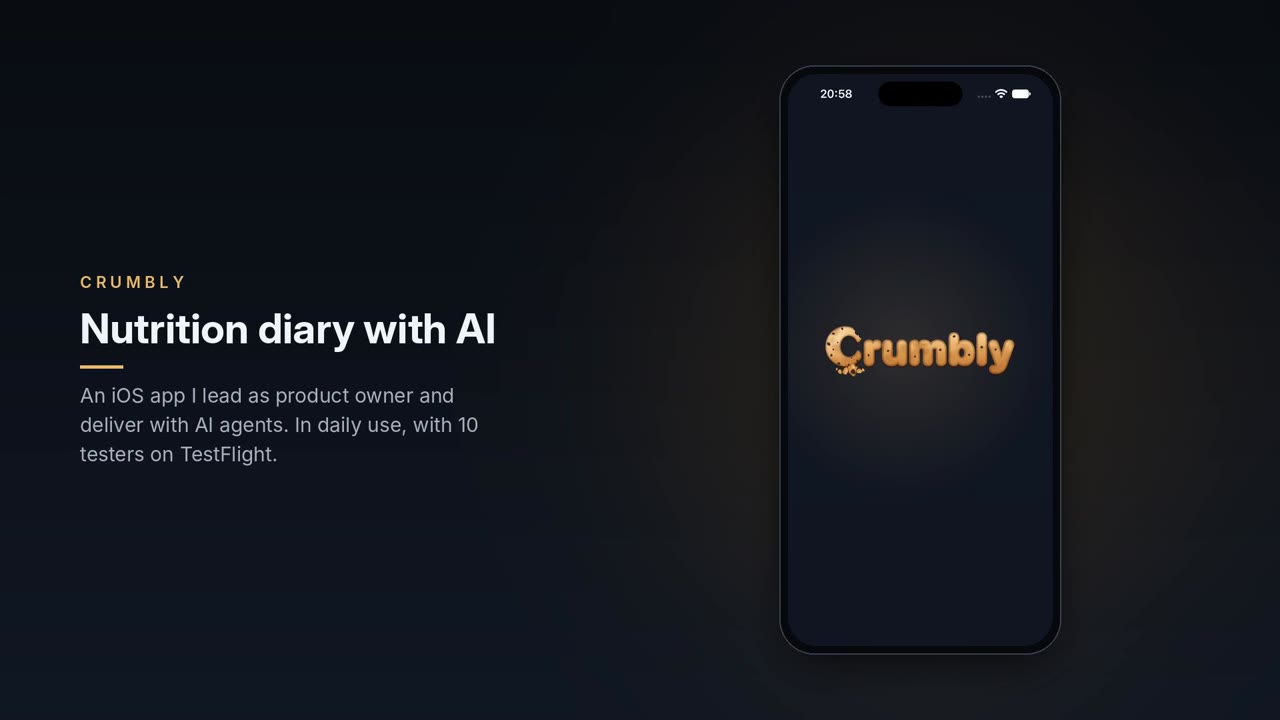 CRUMBLY
Nutrition diary with AI
An iOS app I lead as product owner and
deliver with AI agents. In daily use, with 10
testers on TestFlight.
20:58
Crumbly